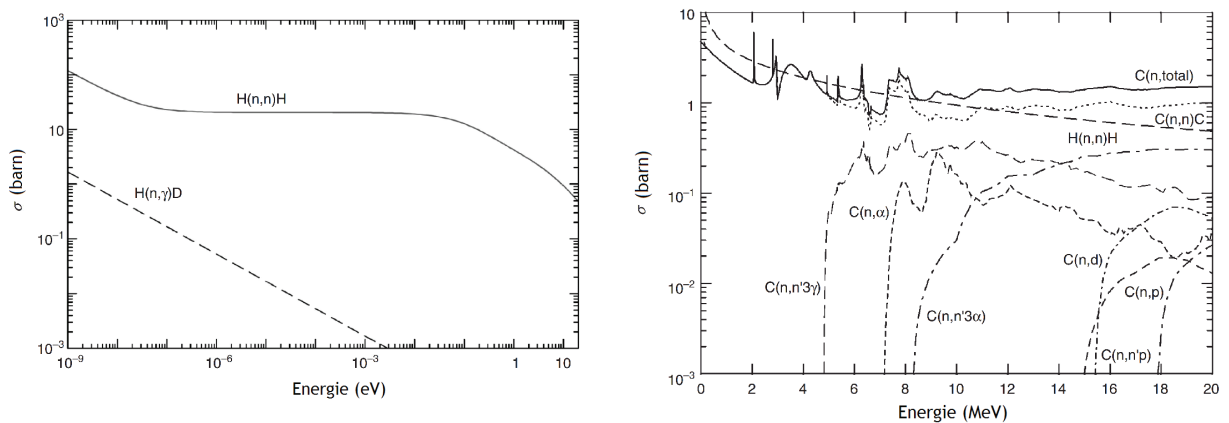 10³
10
10⁻¹
10⁻³
σ (barn)
H(n,n)H
H(n,γ)D
10⁻⁹
10⁻⁶
10⁻³
1
10
Energie (eV)
10
1
10⁻¹
10⁻²
10⁻³
σ (barn)
C(n,total)
C(n,n)C
H(n,n)H
C(n,α)
C(n,d)
C(n,n'3γ)
C(n,p)
C(n,n'3α)
C(n,n'p)
0
2
4
6
8
10
12
14
16
18
20
Energie (MeV)